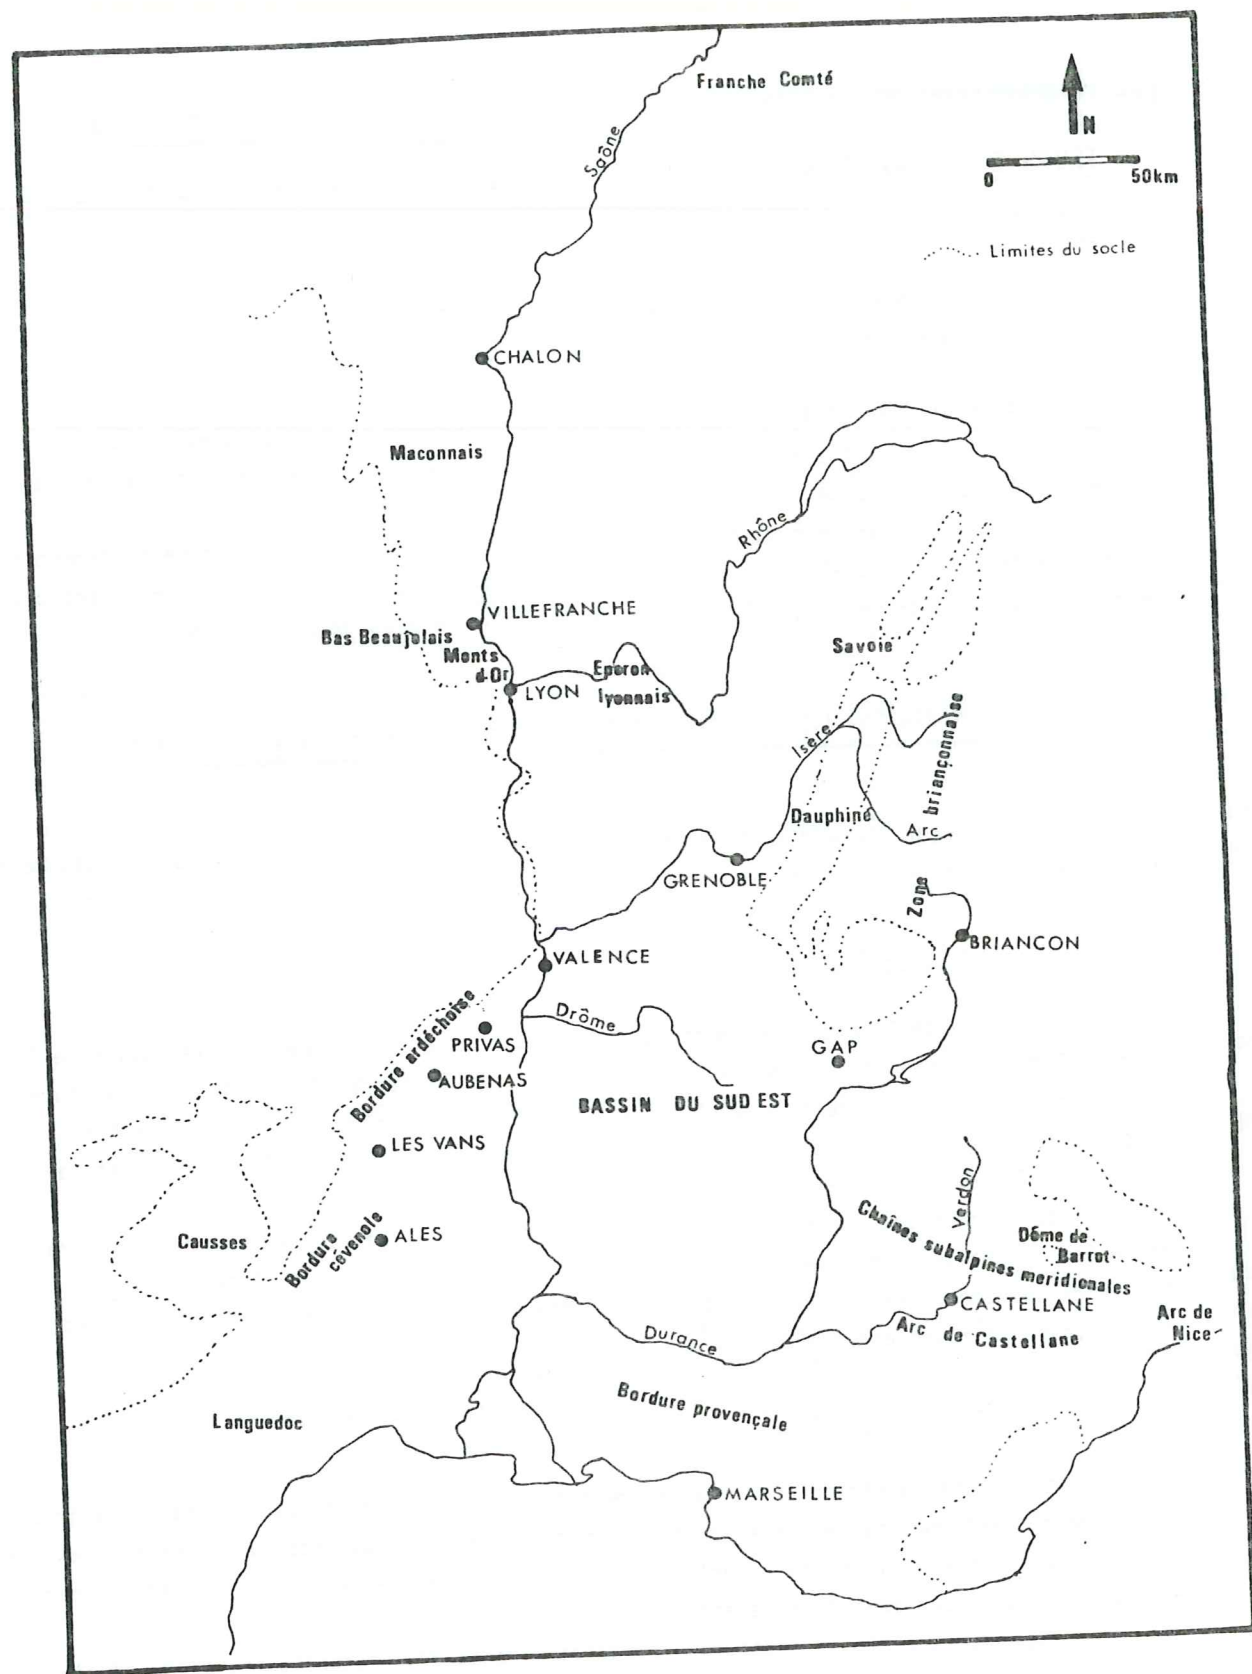 Franche Comté
N
0 50km
Saône
Limites du socle
CHALON
Maconnais
Rhône
VILLEFRANCHE
Bas Beaujolais
Monts
d'Or
LYON
Eperon
lyonnais
Savoie
Isère
briançonnaise
Dauphiné
Arc
GRENOBLE
Zone
BRIANCON
VALENCE
Drôme
Bordure ardéchoise
PRIVAS
GAP
AUBENAS
BASSIN DU SUD EST
LES VANS
Verdon
Causses
Bordure
cévenole
ALES
Chaînes subalpines meridionales
Dôme de
Barrot
CASTELLANE
Arc de
Nice
Durance
Arc de Castellane
Bordure provençale
Languedoc
MARSEILLE